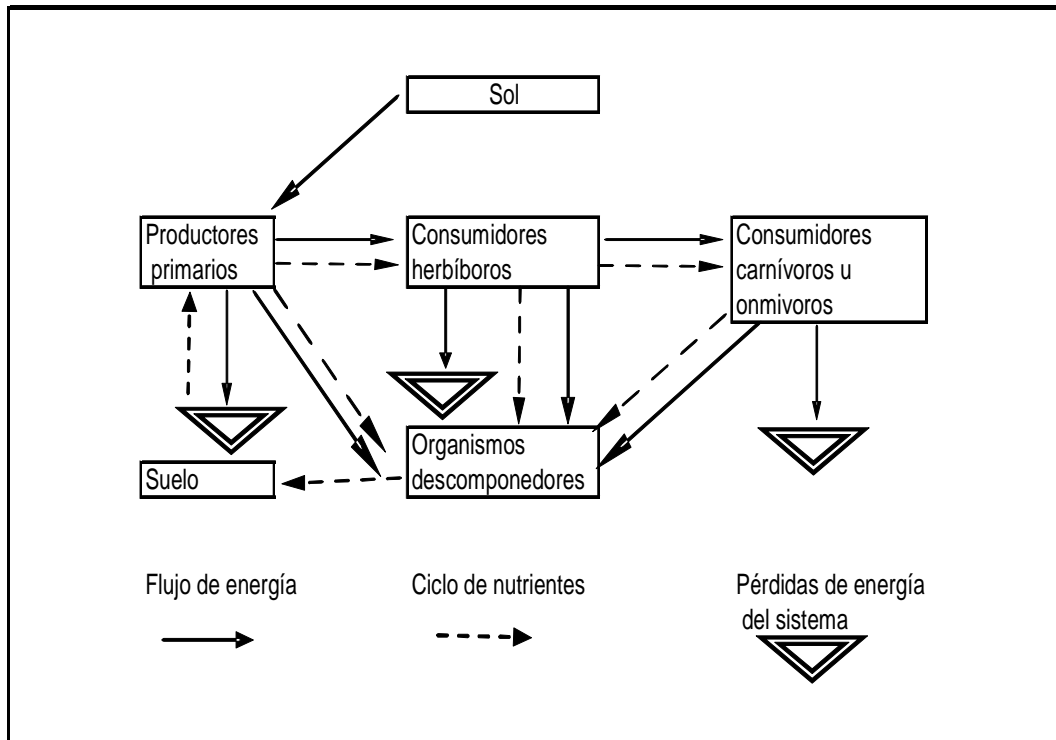 Sol
Productores
primarios
Consumidores
herbíboros
Consumidores
carnívoros u
onmivoros
Organismos
descomponedores
Suelo
Flujo de energía
Ciclo de nutrientes
Pérdidas de energía
del sistema